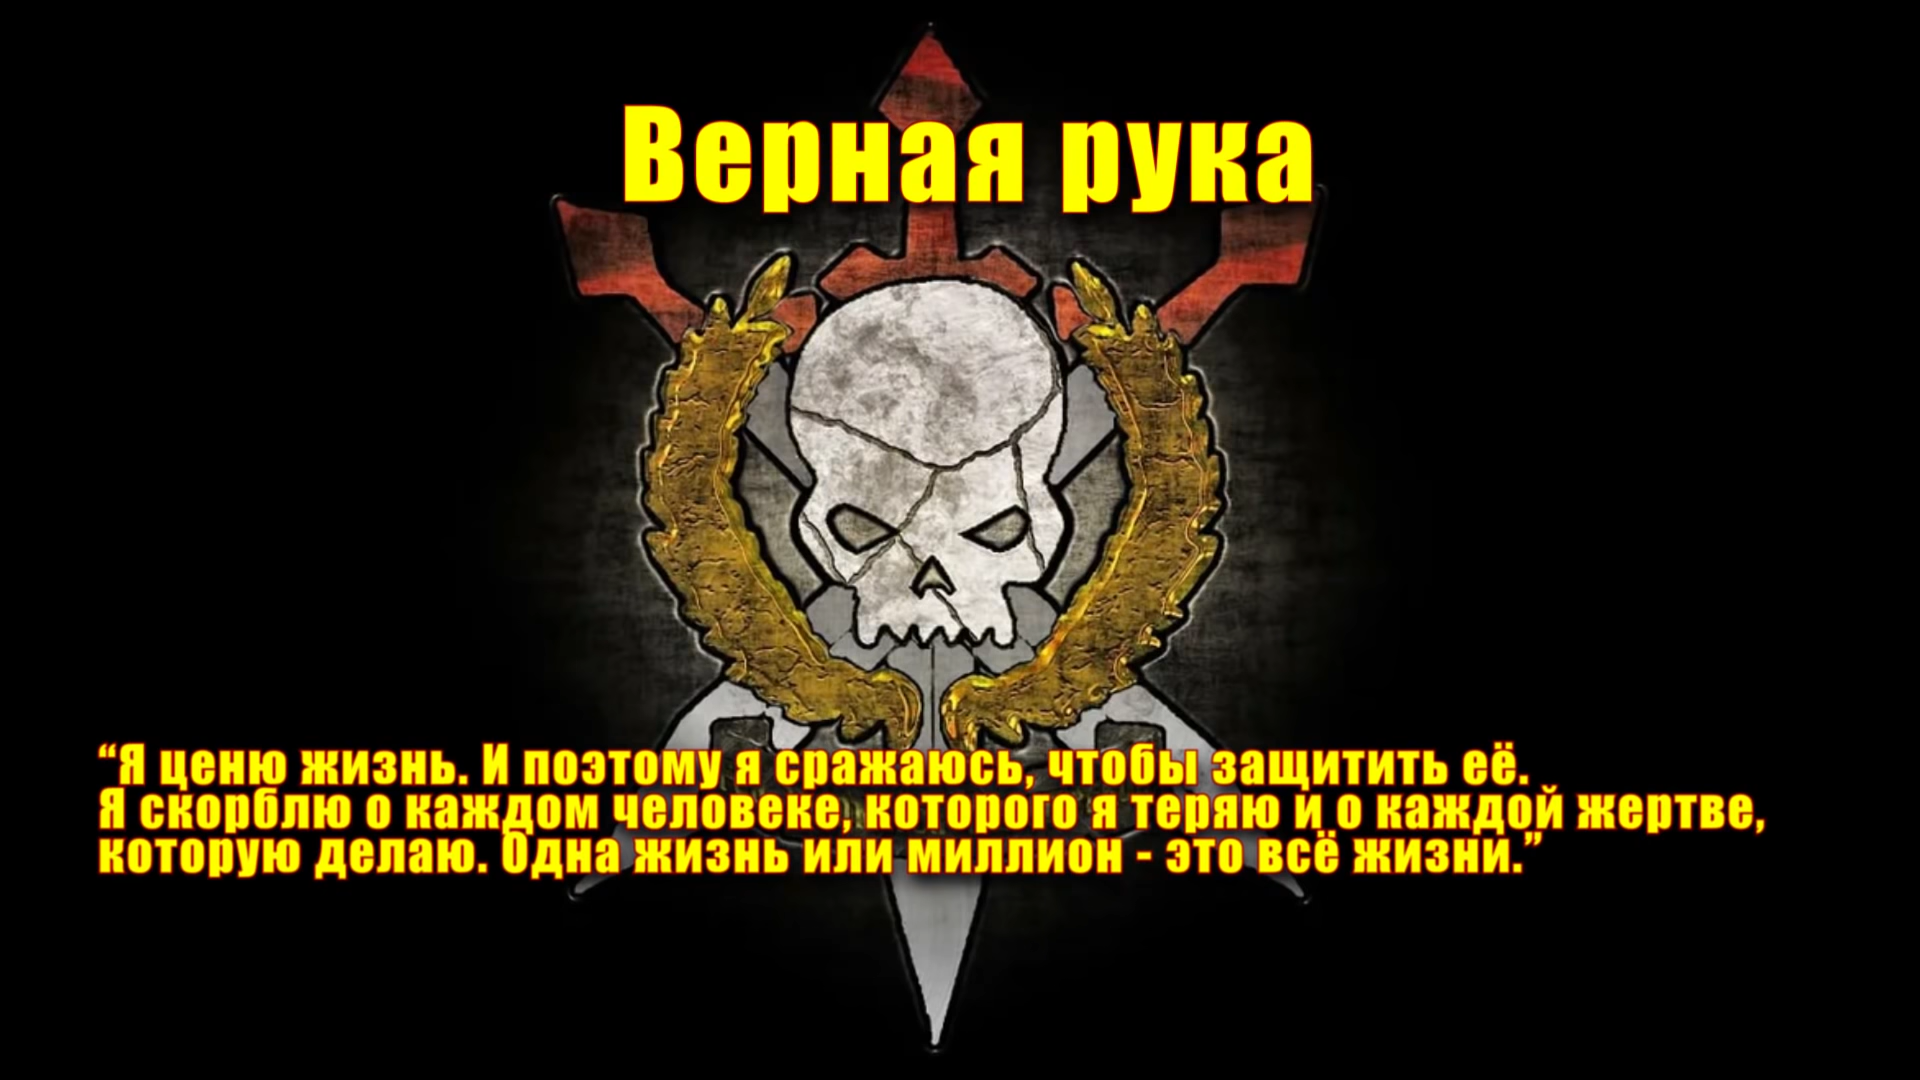 Верная рука
“Я ценю жизнь. И поэтому я сражаюсь, чтобы защитить её.
Я скорблю о каждом человеке, которого я теряю и о каждой жертве,
которую делаю. Одна жизнь или миллион - это всё жизни.”